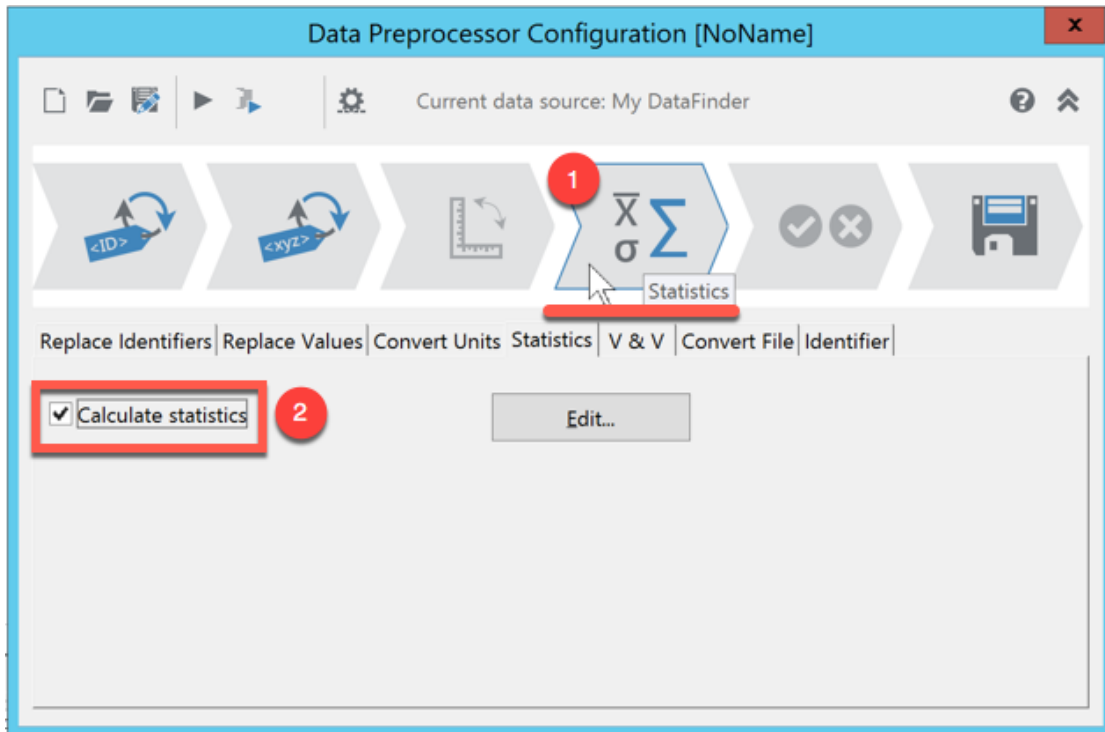 Data Preprocessor Configuration [NoName]
x
Current data source: My DataFinder
?
1
<ID>
<xyz>
X̅ Σ
σ
Statistics
Replace Identifiers Replace Values Convert Units Statistics V & V Convert File Identifier
Calculate statistics
2
Edit...